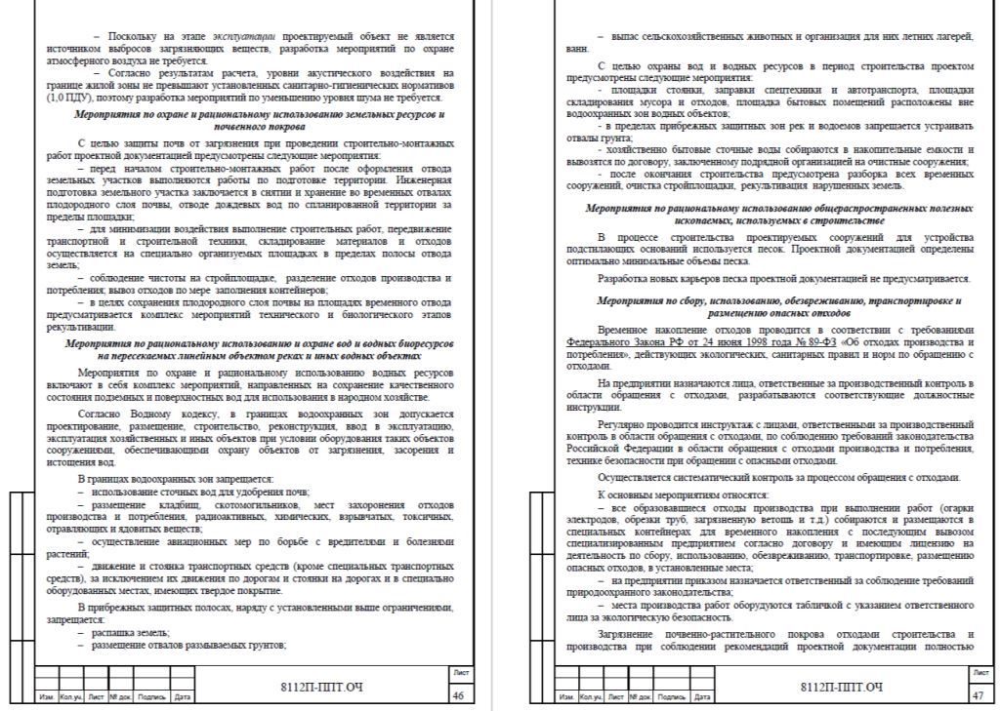 – Поскольку на этапе эксплуатации проектируемый объект не является
источником выбросов загрязняющих веществ, разработка мероприятий по охране
атмосферного воздуха не требуется.
– Согласно результатам расчета, уровни акустического воздействия на
границе жилой зоны не превышают установленных санитарно-гигиенических нормативов
(1,0 ПДУ), поэтому разработка мероприятий по уменьшению уровня шума не требуется.
Мероприятия по охране и рациональному использованию земельных ресурсов и
почвенного покрова
С целью защиты почв от загрязнения при проведении строительно-монтажных
работ проектной документацией предусмотрены следующие мероприятия:
– перед началом строительно-монтажных работ после оформления отвода
земельных участков выполняются работы по подготовке территории. Инженерная
подготовка земельного участка заключается в снятии и хранение во временных отвалах
плодородного слоя почвы, отводе дождевых вод по спланированной территории за
пределы площадки;
– для минимизации воздействия выполнение строительных работ, передвижение
транспортной и строительной техники, складирование материалов и отходов
осуществляется на специально организуемых площадках в пределах полосы отвода
земель;
– соблюдение чистоты на стройплощадке, разделение отходов производства и
потребления; вывоз отходов по мере заполнения контейнеров;
– в целях сохранения плодородного слоя почвы на площадях временного отвода
предусматривается комплекс мероприятий технического и биологического этапов
рекультивации.
Мероприятия по рациональному использованию и охране вод и водных биоресурсов
на пересекаемых линейным объектом реках и иных водных объектах
Мероприятия по охране и рациональному использованию водных ресурсов
включают в себя комплекс мероприятий, направленных на сохранение качественного
состояния подземных и поверхностных вод для использования в народном хозяйстве.
Согласно Водному кодексу, в границах водоохранных зон допускается
проектирование, размещение, строительство, реконструкция, ввод в эксплуатацию,
эксплуатация хозяйственных и иных объектов при условии оборудования таких объектов
сооружениями, обеспечивающими охрану объектов от загрязнения, засорения и
истощения вод.
В границах водоохранных зон запрещается:
– использование сточных вод для удобрения почв;
– размещение кладбищ, скотомогильников, мест захоронения отходов
производства и потребления, радиоактивных, химических, взрывчатых, токсичных,
отравляющих и ядовитых веществ;
– осуществление авиационных мер по борьбе с вредителями и болезнями
растений;
– движение и стоянка транспортных средств (кроме специальных транспортных
средств), за исключением их движения по дорогам и стоянки на дорогах и в специально
оборудованных местах, имеющих твердое покрытие.
В прибрежных защитных полосах, наряду с установленными выше ограничениями,
запрещается:
– распашка земель;
– размещение отвалов размываемых грунтов;
Изм. Кол.уч. Лист № док. Подпись Дата
8112П-ППТ.ОЧ
Лист
46
– выпас сельскохозяйственных животных и организация для них летних лагерей,
ванн.
С целью охраны вод и водных ресурсов в период строительства проектом
предусмотрены следующие мероприятия:
- площадки стоянки, заправки спецтехники и автотранспорта, площадки
складирования мусора и отходов, площадка бытовых помещений расположены вне
водоохранных зон водных объектов;
- в пределах прибрежных защитных зон рек и водоемов запрещается устраивать
отвалы грунта;
- хозяйственно бытовые сточные воды собираются в накопительные емкости и
вывозятся по договору, заключенному подрядной организацией на очистные сооружения;
- после окончания строительства предусмотрена разборка всех временных
сооружений, очистка стройплощадки, рекультивация нарушенных земель.
Мероприятия по рациональному использованию общераспространенных полезных
ископаемых, используемых в строительстве
В процессе строительства проектируемых сооружений для устройства
подстилающих оснований используется песок. Проектной документацией определены
оптимально минимальные объемы песка.
Разработка новых карьеров песка проектной документацией не предусматривается.
Мероприятия по сбору, использованию, обезвреживанию, транспортировке и
размещению опасных отходов
Временное накопление отходов проводится в соответствии с требованиями
Федерального Закона РФ от 24 июня 1998 года № 89-ФЗ «Об отходах производства и
потребления», действующих экологических, санитарных правил и норм по обращению с
отходами.
На предприятии назначаются лица, ответственные за производственный контроль в
области обращения с отходами, разрабатываются соответствующие должностные
инструкции.
Регулярно проводится инструктаж с лицами, ответственными за производственный
контроль в области обращения с отходами, по соблюдению требований законодательства
Российской Федерации в области обращения с отходами производства и потребления,
технике безопасности при обращении с опасными отходами.
Осуществляется систематический контроль за процессом обращения с отходами.
К основным мероприятиям относятся:
– все образовавшиеся отходы производства при выполнении работ (огарки
электродов, обрезки труб, загрязненную ветошь и т.д.) собираются и размещаются в
специальных контейнерах для временного накопления с последующим вывозом
специализированным предприятием согласно договору и имеющим лицензию на
деятельность по сбору, использованию, обезвреживанию, транспортировке, размещению
опасных отходов, в установленные места;
– на предприятии приказом назначается ответственный за соблюдение требований
природоохранного законодательства;
– места производства работ оборудуются табличкой с указанием ответственного
лица за экологическую безопасность.
Загрязнение почвенно-растительного покрова отходами строительства и
производства при соблюдении рекомендаций проектной документации полностью
Изм. Кол.уч. Лист № док. Подпись Дата
8112П-ППТ.ОЧ
Лист
47